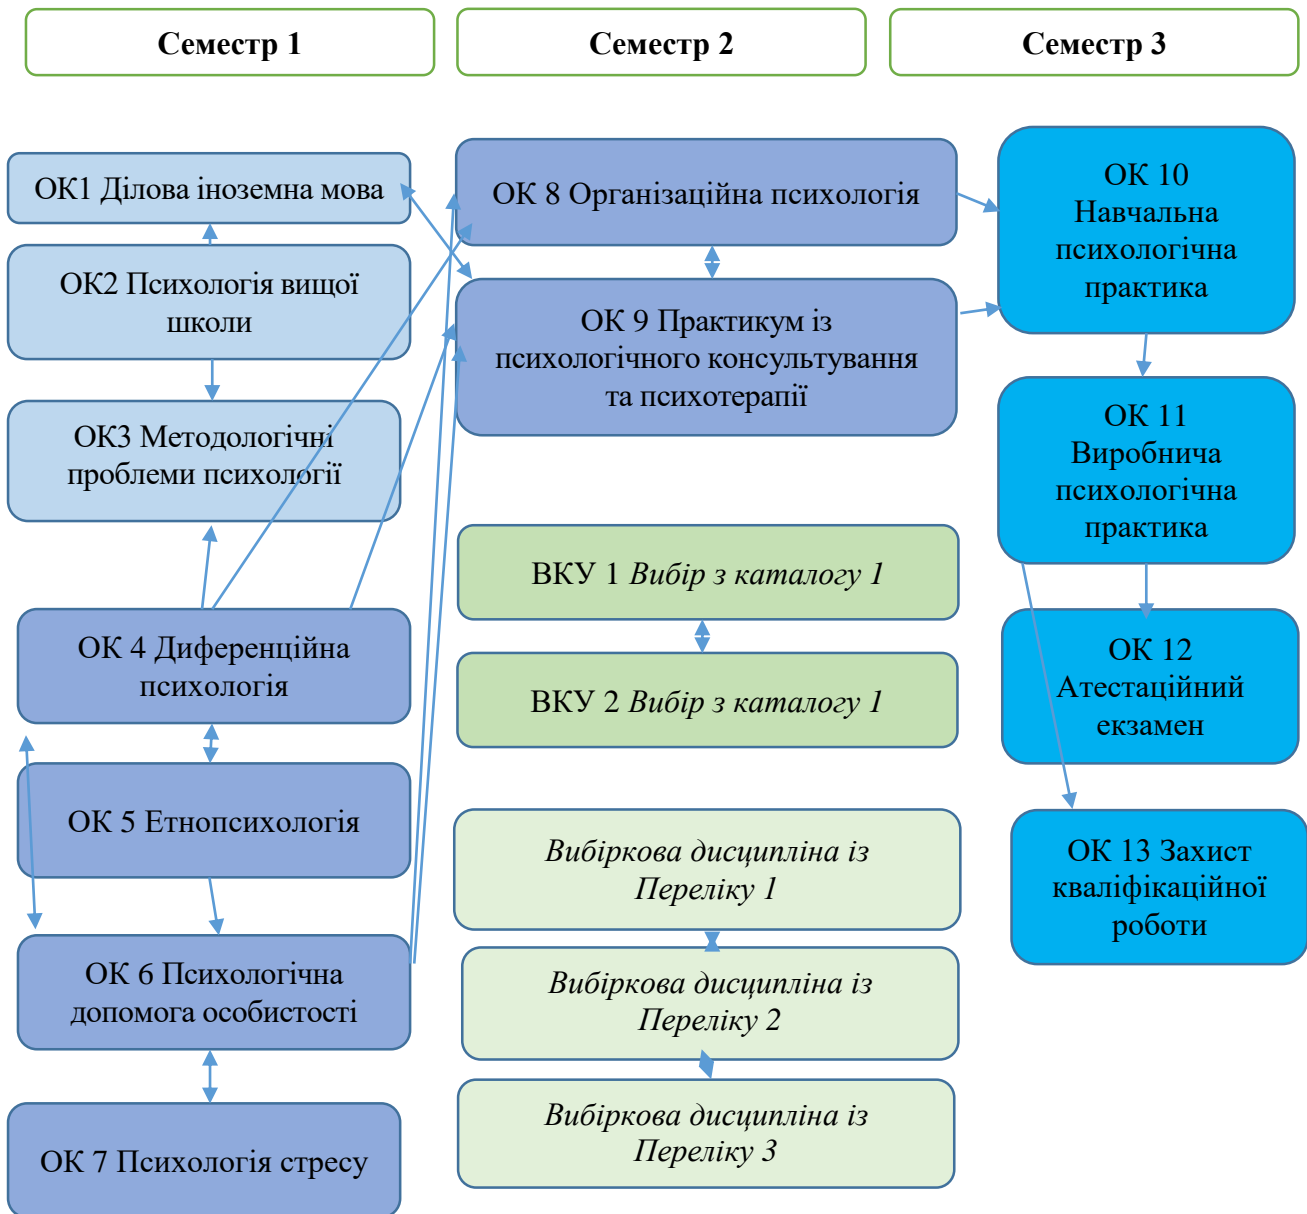 Семестр 1
Семестр 2
Семестр 3
ОК1 Ділова іноземна мова
ОК2 Психологія вищої
школи
ОК3 Методологічні
проблеми психології
ОК 4 Диференційна
психологія
ОК 5 Етнопсихологія
ОК 6 Психологічна
допомога особистості
ОК 7 Психологія стресу
ОК 8 Організаційна психологія
ОК 9 Практикум із
психологічного консультування
та психотерапії
ВКУ 1 Вибір з каталогу 1
ВКУ 2 Вибір з каталогу 1
Вибіркова дисципліна із
Переліку 1
Вибіркова дисципліна із
Переліку 2
Вибіркова дисципліна із
Переліку 3
ОК 10
Навчальна
психологічна
практика
ОК 11
Виробнича
психологічна
практика
ОК 12
Атестаційний
екзамен
ОК 13 Захист
кваліфікаційної
роботи